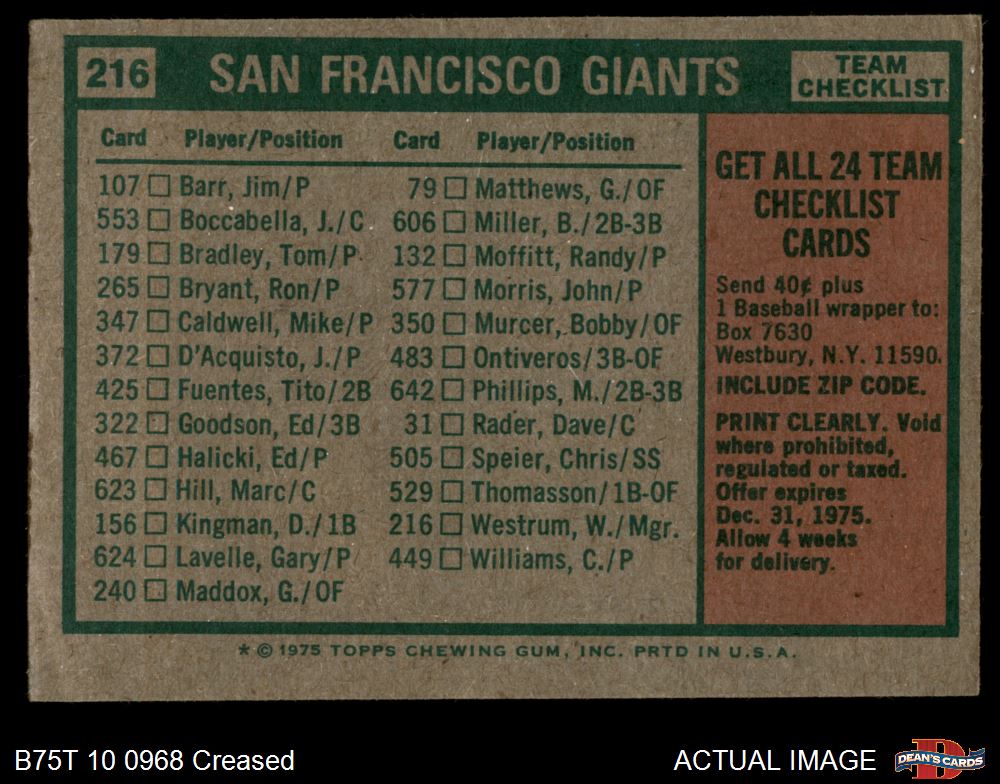 216 SAN FRANCISCO GIANTS TEAM CHECKLIST
Card Player/Position Card Player/Position
107 □ Barr, Jim/P 79 □ Matthews, G./OF
553 □ Boccabella, J./C 606 □ Miller, B./2B-3B
179 □ Bradley, Tom/P 132 □ Moffitt, Randy/P
265 □ Bryant, Ron/P 577 □ Morris, John/P
347 □ Caldwell, Mike/P 350 □ Murcer, Bobby/OF
372 □ D'Acquisto, J./P 483 □ Ontiveros/3B-OF
425 □ Fuentes, Tito/2B 642 □ Phillips, M./2B-3B
322 □ Goodson, Ed/3B 31 □ Rader, Dave/C
467 □ Halicki, Ed/P 505 □ Speier, Chris/SS
623 □ Hill, Marc/C 529 □ Thomasson/1B-OF
156 □ Kingman, D./1B 216 □ Westrum, W./Mgr.
624 □ Lavelle, Gary/P 449 □ Williams, C./P
240 □ Maddox, G./OF
GET ALL 24 TEAM
CHECKLIST
CARDS
Send 40¢ plus
1 Baseball wrapper to:
Box 7630
Westbury, N.Y. 11590.
INCLUDE ZIP CODE.
PRINT CLEARLY. Void
where prohibited,
regulated or taxed.
Offer expires
Dec. 31, 1975.
Allow 4 weeks
for delivery.
* © 1975 TOPPS CHEWING GUM, INC. PRTD IN U.S.A.
B75T 10 0968 Creased
ACTUAL IMAGE
D
DEAN'S CARDS